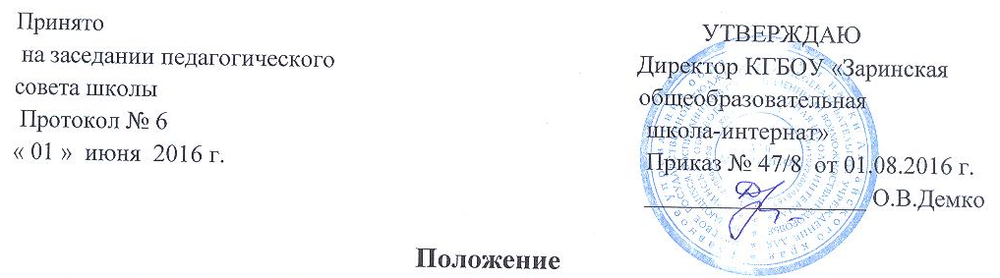 Принято
на заседании педагогического
совета школы
Протокол № 6
« 01 » июня 2016 г.
УТВЕРЖДАЮ
Директор КГБОУ «Заринская
общеобразовательная
школа-интернат»
Приказ № 47/8 от 01.08.2016 г.
О.В.Демко
Положение